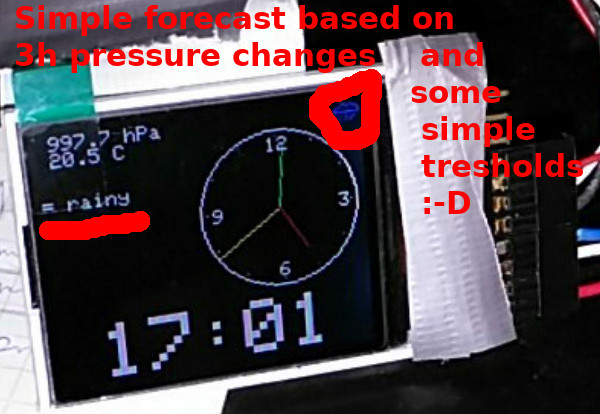 Simple forecast based on
3h pressure changes and
some
simple
tresholds
:-D
997.7 hPa
20.5 C
= rainy
12
3
9
6
17:01